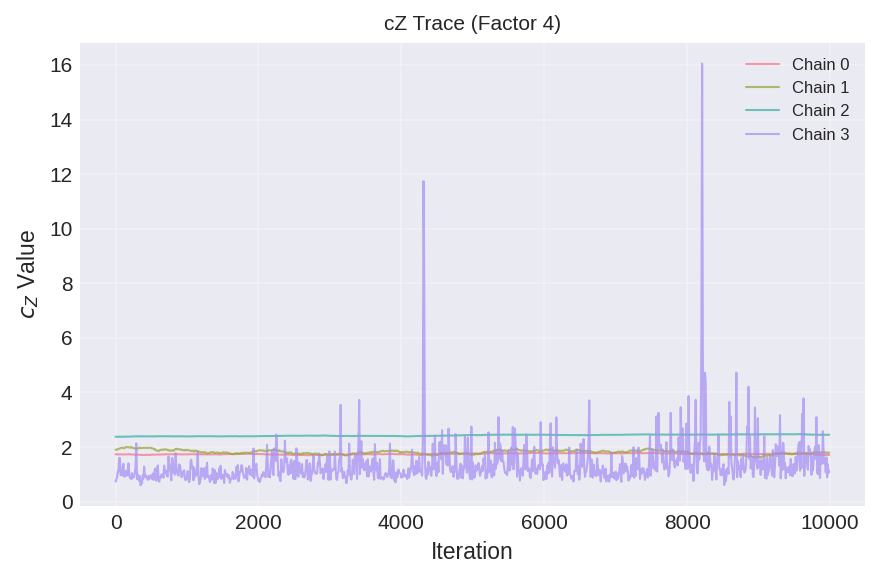 cZ Trace (Factor 4)
Chain 0
Chain 1
Chain 2
Chain 3
16
14
12
10
8
6
4
2
0
c_Z Value
0 2000 4000 6000 8000 10000
Iteration